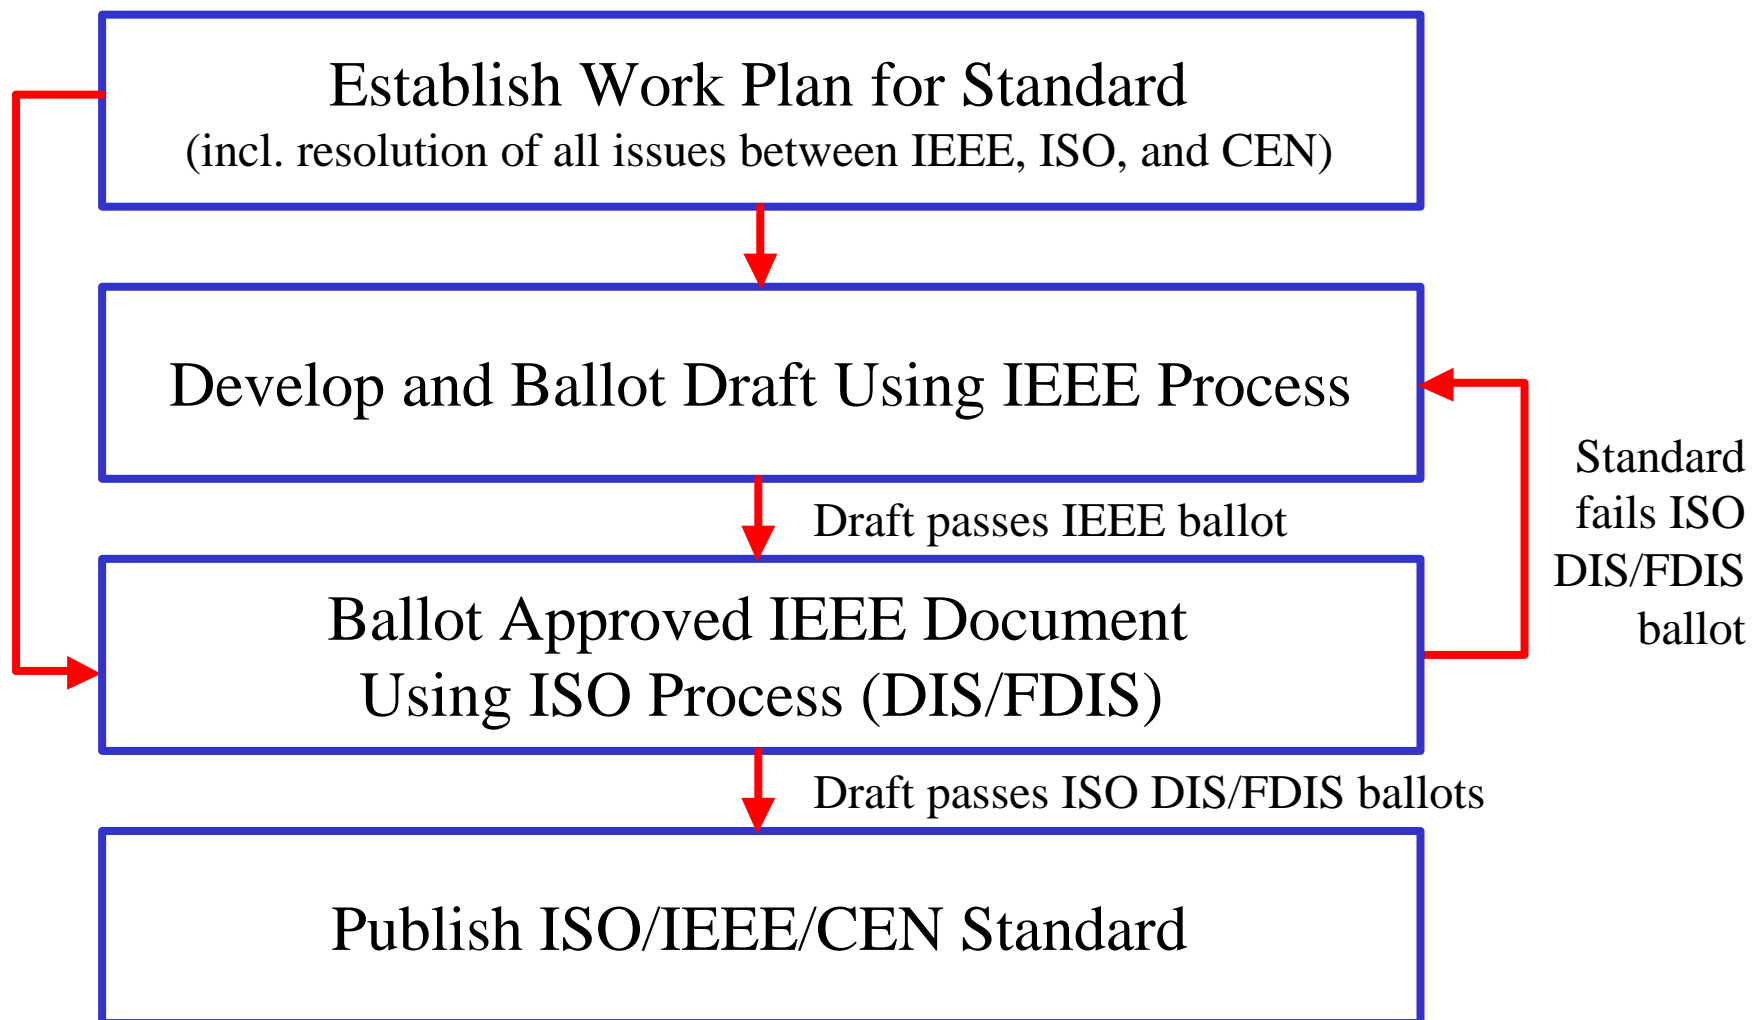 Establish Work Plan for Standard
(incl. resolution of all issues between IEEE, ISO, and CEN)
Develop and Ballot Draft Using IEEE Process
Standard
fails ISO
DIS/FDIS
ballot
Draft passes IEEE ballot
Ballot Approved IEEE Document
Using ISO Process (DIS/FDIS)
Draft passes ISO DIS/FDIS ballots
Publish ISO/IEEE/CEN Standard